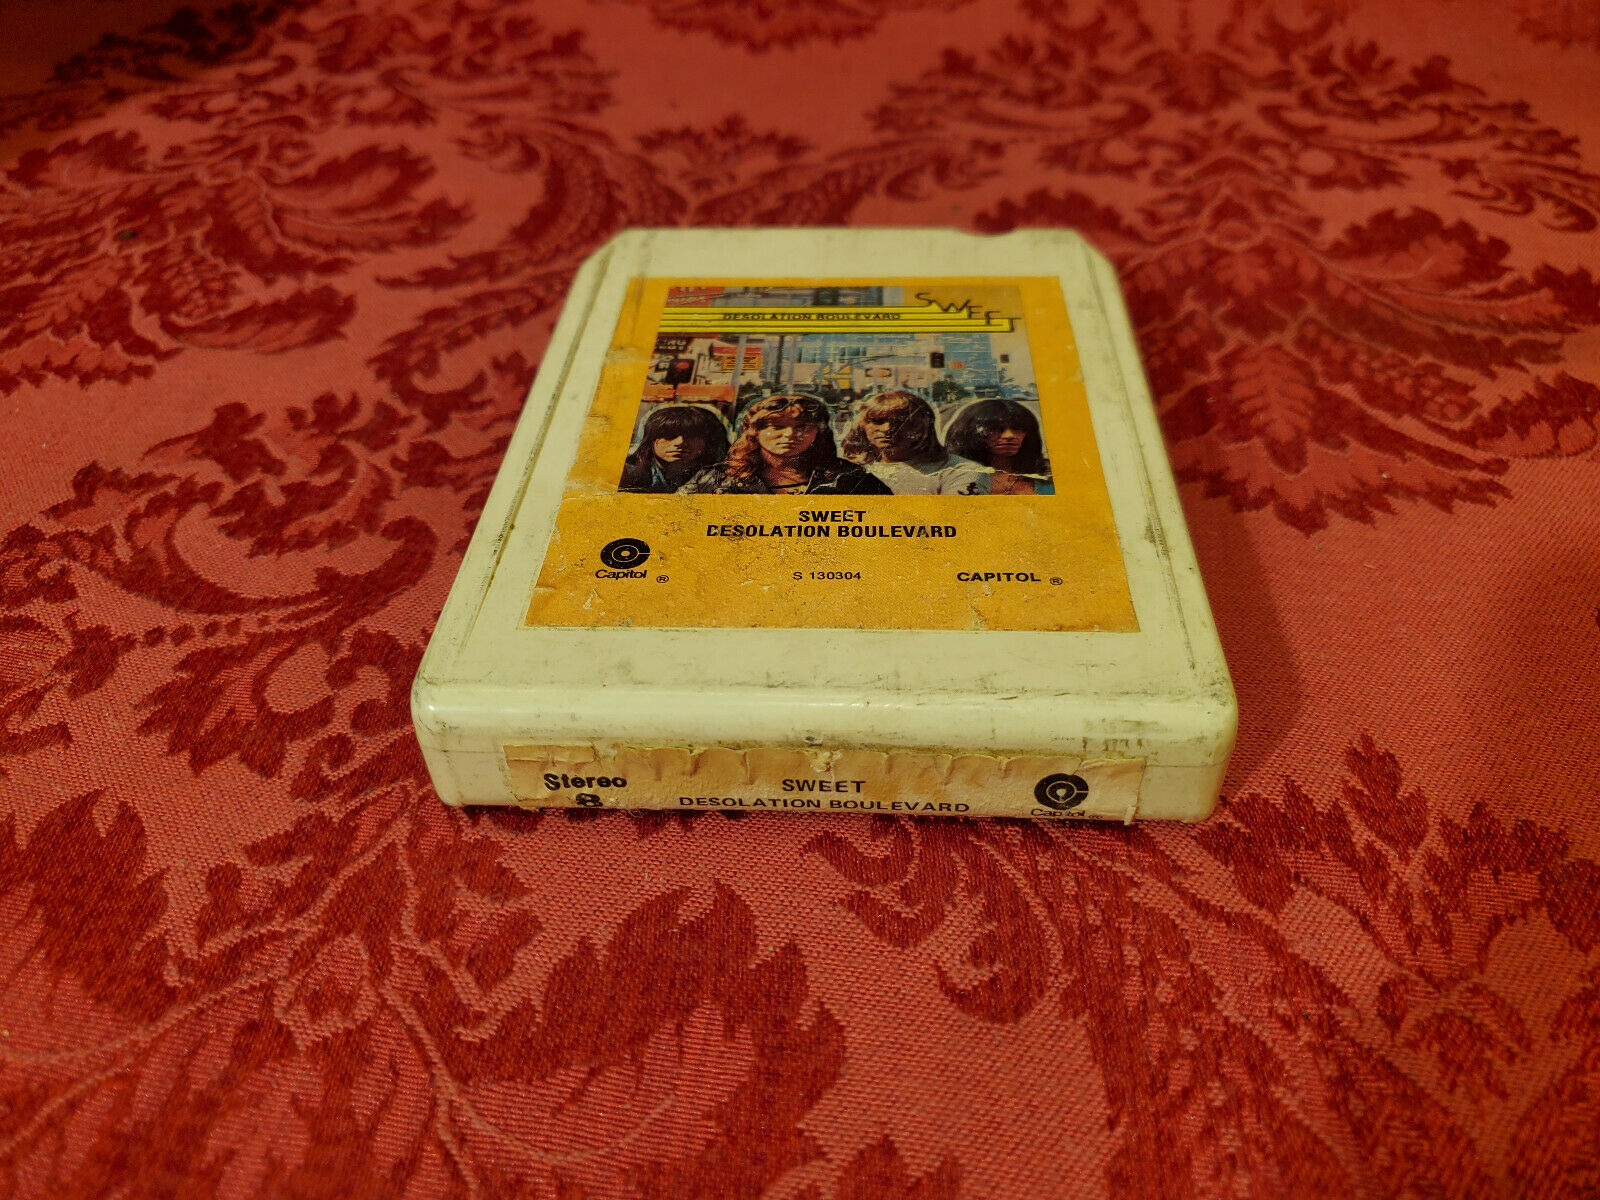 SWEET
DESOLATION BOULEVARD
SWEET
DESOLATION BOULEVARD
Capitol ®
S 130304
CAPITOL ®
Stereo
8
SWEET
DESOLATION BOULEVARD
Capitol ®